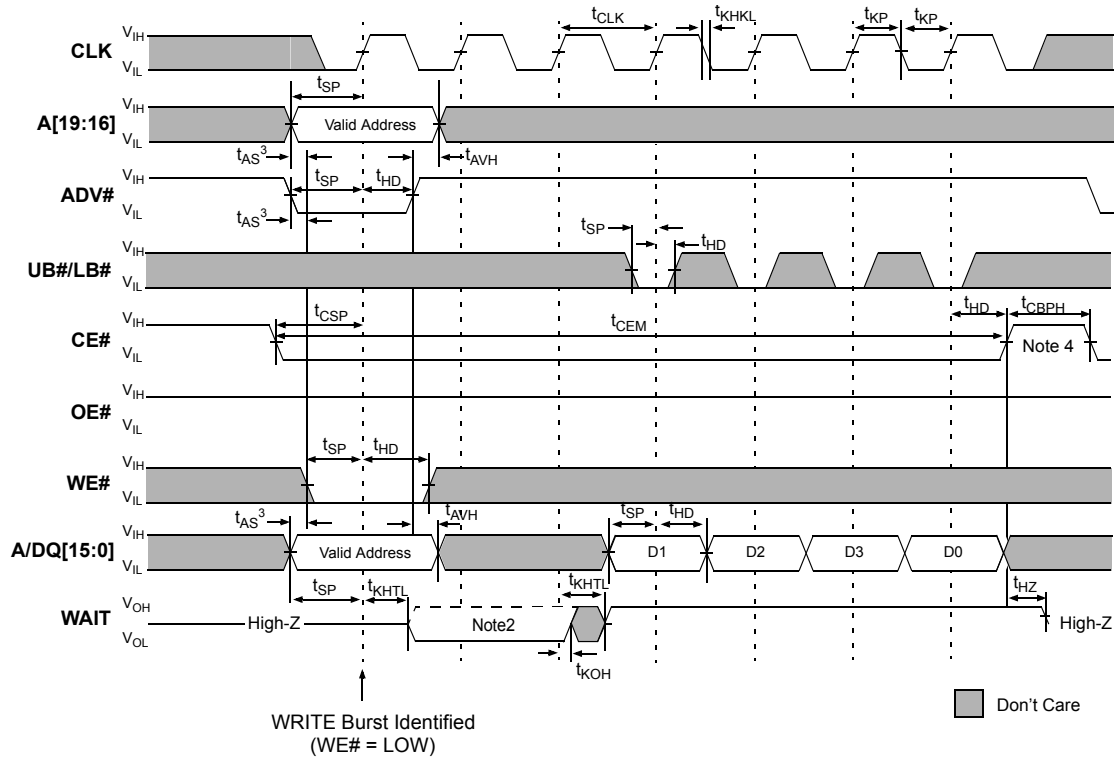 tCLK tKHKL tKP tKP
CLK VIH
VIL
tSP
A[19:16] VIH Valid Address
VIL
tAS3 tAVH
ADV# VIH tSP tHD
VIL
tAS3
tSP tHD
UB#/LB# VIH
VIL
tCSP tCEM tHD tCBPH
CE# VIH Note 4
VIL
OE# VIH
VIL
tSP tHD
WE# VIH
VIL
tAS3 tAVH tSP tHD
A/DQ[15:0] VIH Valid Address D1 D2 D3 D0
VIL
tSP tKHTL tKHTL tHZ
WAIT VOH High-Z Note2 High-Z
VOL
tKOH
WRITE Burst Identified
(WE# = LOW)
Don't Care